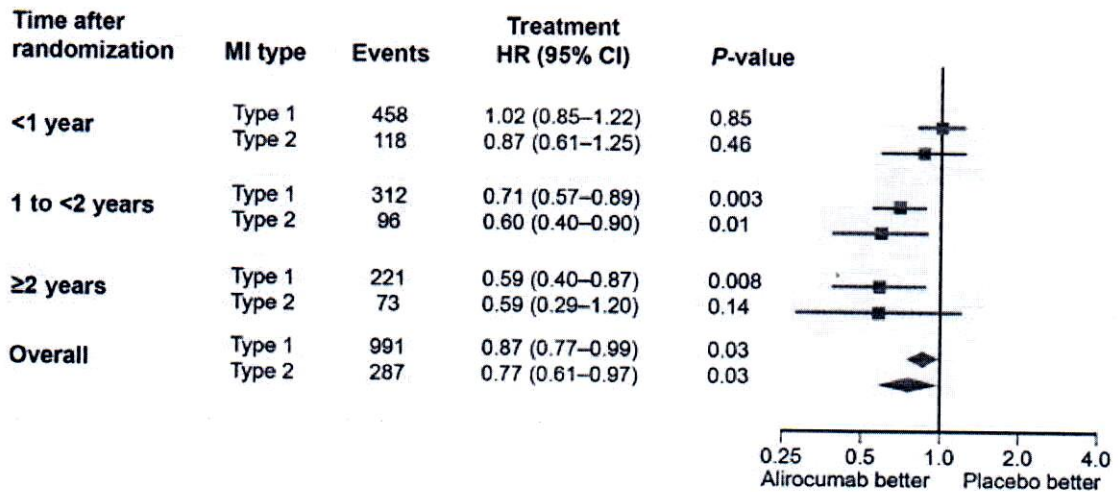 Time after
randomization MI type Events Treatment
HR (95% CI) P-value
<1 year Type 1 458 1.02 (0.85–1.22) 0.85
Type 2 118 0.87 (0.61–1.25) 0.46
1 to <2 years Type 1 312 0.71 (0.57–0.89) 0.003
Type 2 96 0.60 (0.40–0.90) 0.01
≥2 years Type 1 221 0.59 (0.40–0.87) 0.008
Type 2 73 0.59 (0.29–1.20) 0.14
Overall Type 1 991 0.87 (0.77–0.99) 0.03
Type 2 287 0.77 (0.61–0.97) 0.03
0.25 0.5 1.0 2.0 4.0
Alirocumab better Placebo better